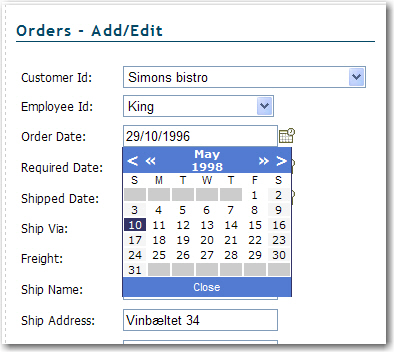 Orders - Add/Edit
Customer Id: Simons bistro
Employee Id: King
Order Date: 29/10/1996
Required Date:
Shipped Date:
Ship Via:
Freight:
Ship Name:
Ship Address: Vinbæltet 34
< « May 1998 » >
S M T W T F S
1 2
3 4 5 6 7 8 9
10 11 12 13 14 15 16
17 18 19 20 21 22 23
24 25 26 27 28 29 30
31
Close